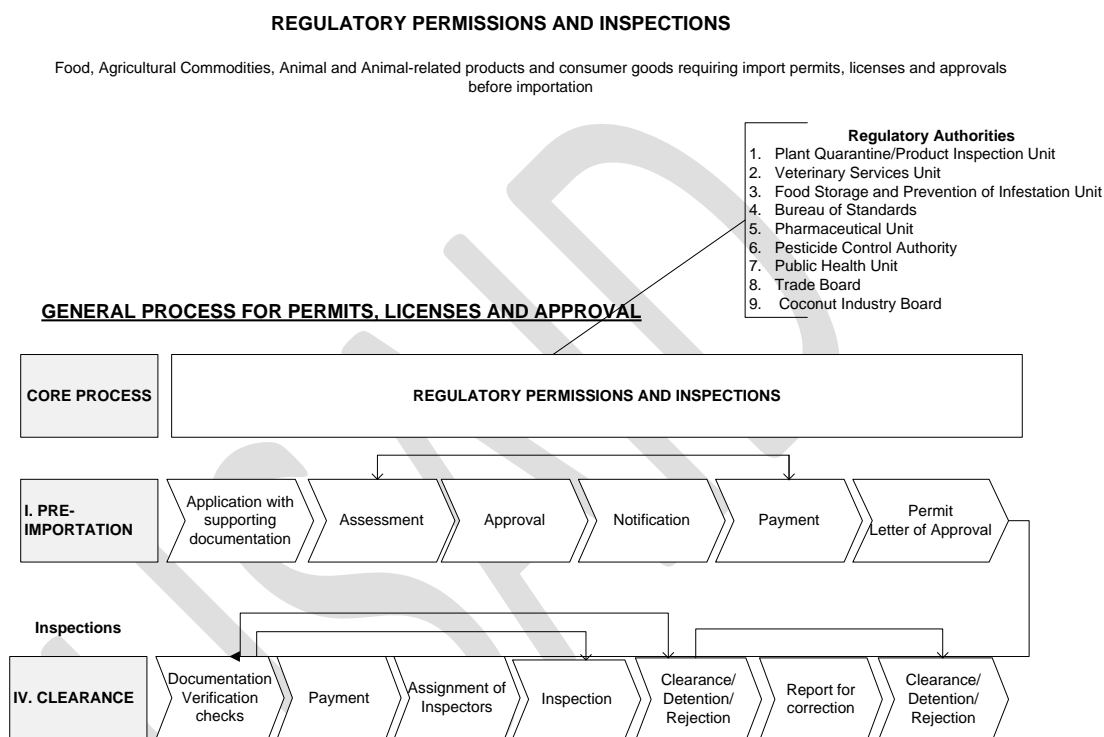 REGULATORY PERMISSIONS AND INSPECTIONS
Food, Agricultural Commodities, Animal and Animal-related products and consumer goods requiring import permits, licenses and approvals
before importation
Regulatory Authorities
1. Plant Quarantine/Product Inspection Unit
2. Veterinary Services Unit
3. Food Storage and Prevention of Infestation Unit
4. Bureau of Standards
5. Pharmaceutical Unit
6. Pesticide Control Authority
7. Public Health Unit
8. Trade Board
9. Coconut Industry Board
GENERAL PROCESS FOR PERMITS, LICENSES AND APPROVAL
CORE PROCESS
REGULATORY PERMISSIONS AND INSPECTIONS
I. PRE-
IMPORTATION
Application with
supporting
documentation
Assessment
Approval
Notification
Payment
Permit
Letter of Approval
Inspections
IV. CLEARANCE
Documentation
Verification
checks
Payment
Assignment of
Inspectors
Inspection
Clearance/
Detention/
Rejection
Report for
correction
Clearance/
Detention/
Rejection
USAID